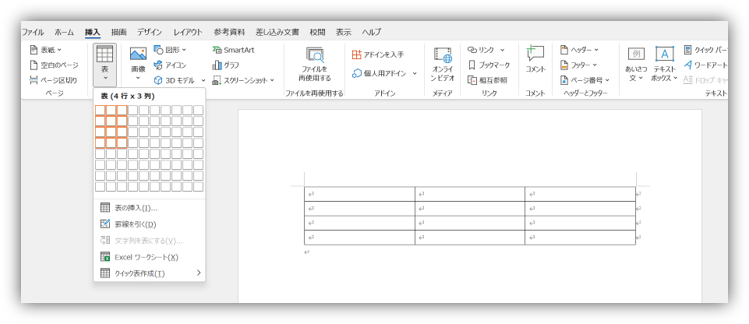 ファイル ホーム 挿入 描画 デザイン レイアウト 参考資料 差し込み文書 校閲 表示 ヘルプ
表紙
空白のページ
ページ区切り
ページ
表
画像
図形
アイコン
3D モデル
SmartArt
グラフ
スクリーンショット
ファイルを
再使用する
ファイルを再使用する
アドインを入手
個人用アドイン
アドイン
オンライ
ン ビデオ
メディア
リンク
ブックマーク
相互参照
リンク
コメント
コメント
ヘッダー
フッター
ページ番号
ヘッダーとフッター
あいさつ
文
テキスト
ボックス
クイック パー
ワードアート
ドロップ キャ
テキスト
表 (4 行 x 3 列)
表の挿入(I)...
罫線を引く(D)
文字列を表にする(V)...
Excel ワークシート(X)
クイック表作成(T)